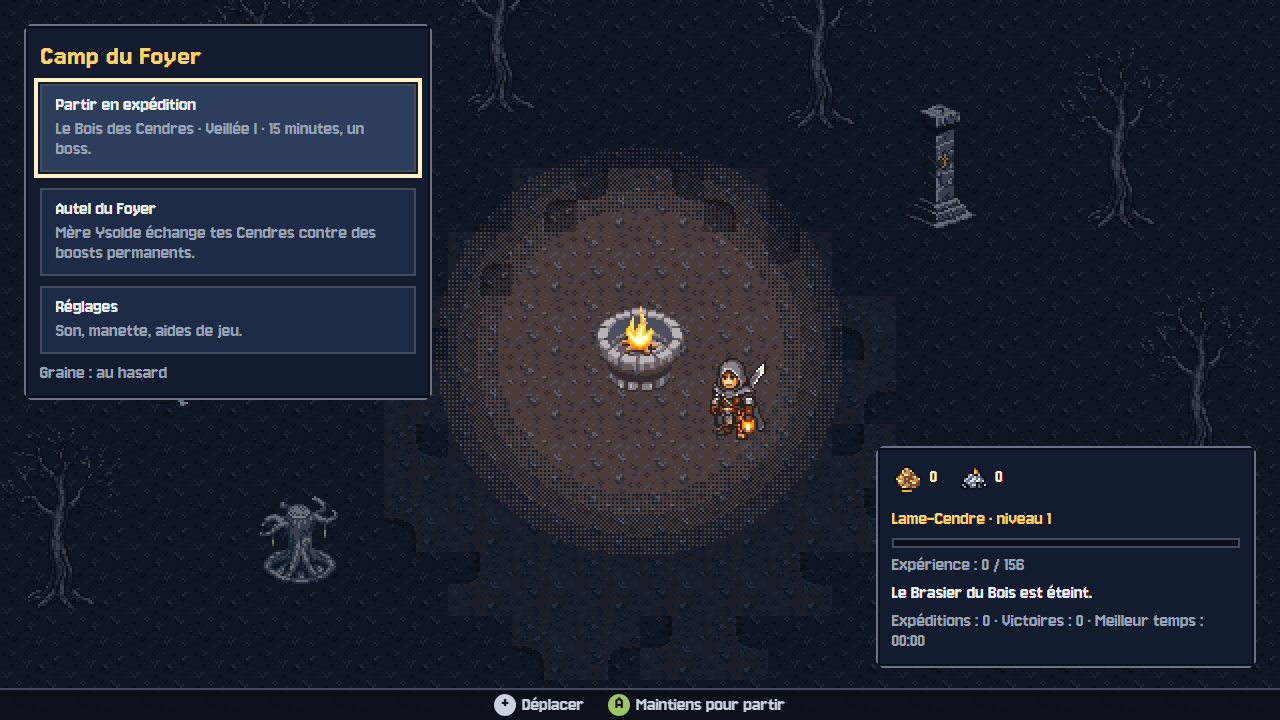 Camp du Foyer
Partir en expédition
Le Bois des Cendres · Veillée I · 15 minutes, un
boss.
Autel du Foyer
Mère Ysolde échange tes Cendres contre des
boosts permanents.
Réglages
Son, manette, aides de jeu.
Graine : au hasard
0 0
Lame-Cendre · niveau 1
Expérience : 0 / 156
Le Brasier du Bois est éteint.
Expéditions : 0 · Victoires : 0 · Meilleur temps :
00:00
Déplacer A Maintiens pour partir